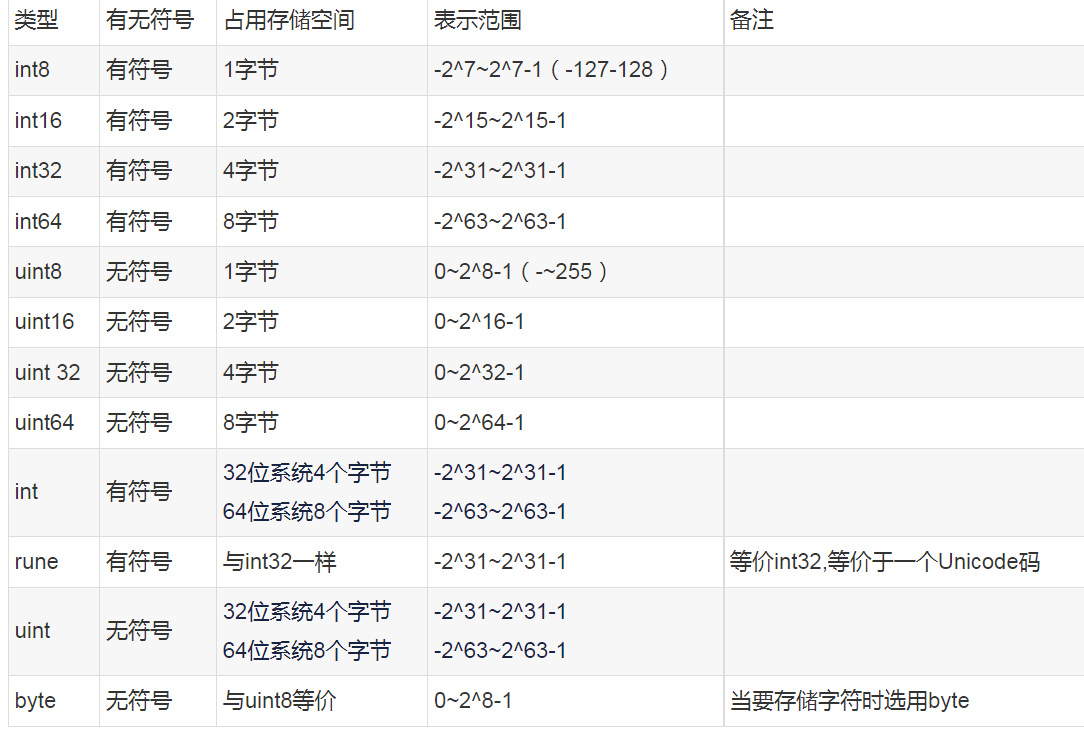 类型 有无符号 占用存储空间 表示范围 备注
int8 有符号 1字节 -2^7~2^7-1（-127-128）
int16 有符号 2字节 -2^15~2^15-1
int32 有符号 4字节 -2^31~2^31-1
int64 有符号 8字节 -2^63~2^63-1
uint8 无符号 1字节 0~2^8-1（-~255）
uint16 无符号 2字节 0~2^16-1
uint 32 无符号 4字节 0~2^32-1
uint64 无符号 8字节 0~2^64-1
int 有符号 32位系统4个字节 -2^31~2^31-1
64位系统8个字节 -2^63~2^63-1
rune 有符号 与int32一样 -2^31~2^31-1 等价int32,等价于一个Unicode码
uint 无符号 32位系统4个字节 -2^31~2^31-1
64位系统8个字节 -2^63~2^63-1
byte 无符号 与uint8等价 0~2^8-1 当要存储字符时选用byte